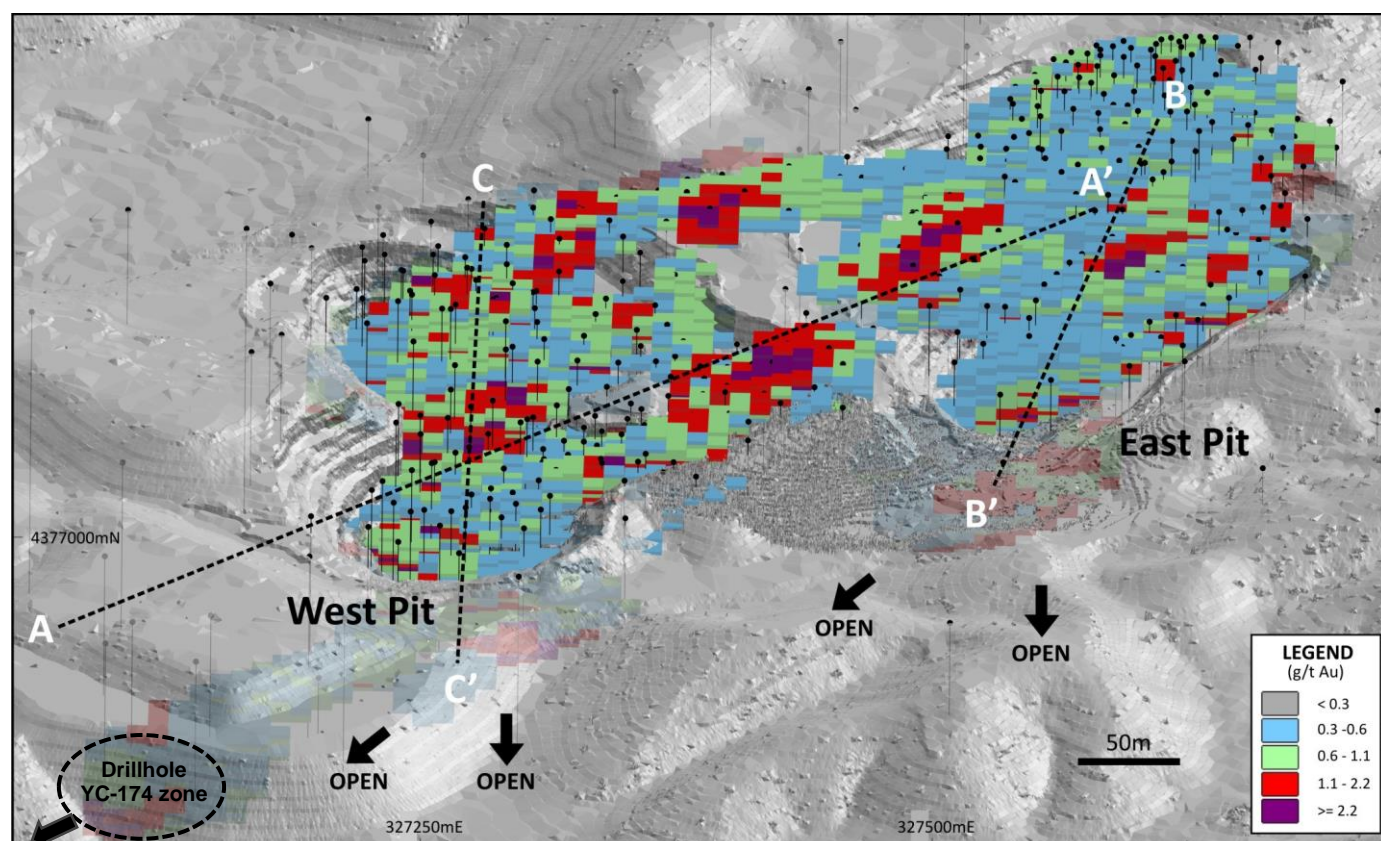 B
C
A’
East Pit
B’
4377000mN
West Pit
A
OPEN
OPEN
C’
LEGEND
(g/t Au)
< 0.3
0.3 -0.6
0.6 - 1.1
1.1 - 2.2
>= 2.2
50m
OPEN
OPEN
Drillhole
YC-174 zone
327250mE
327500mE